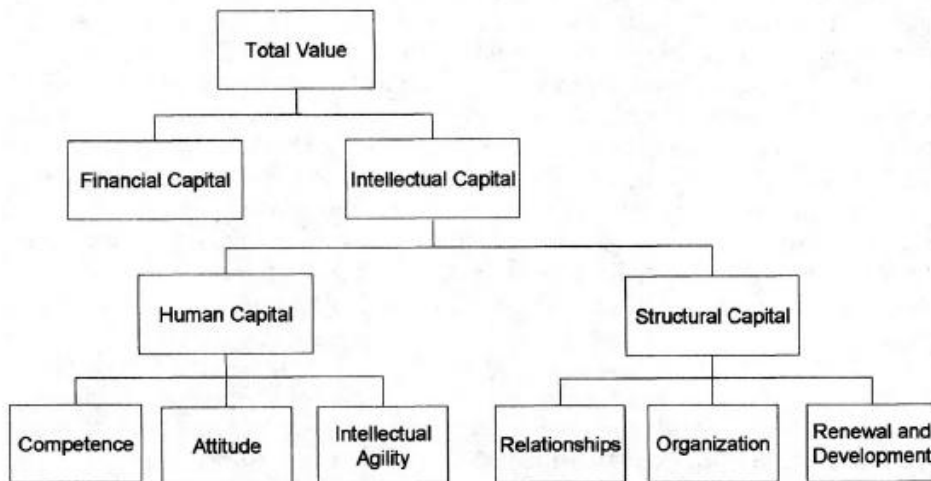 Total Value
Financial Capital
Intellectual Capital
Human Capital
Structural Capital
Competence
Attitude
Intellectual
Agility
Relationships
Organization
Renewal and
Development